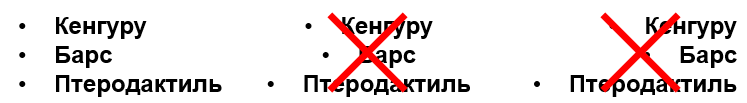 • Кенгуру • Кенгуру • Кенгуру
• Барс • Барс • Барс
• Птеродактиль • Птеродактиль • Птеродактиль